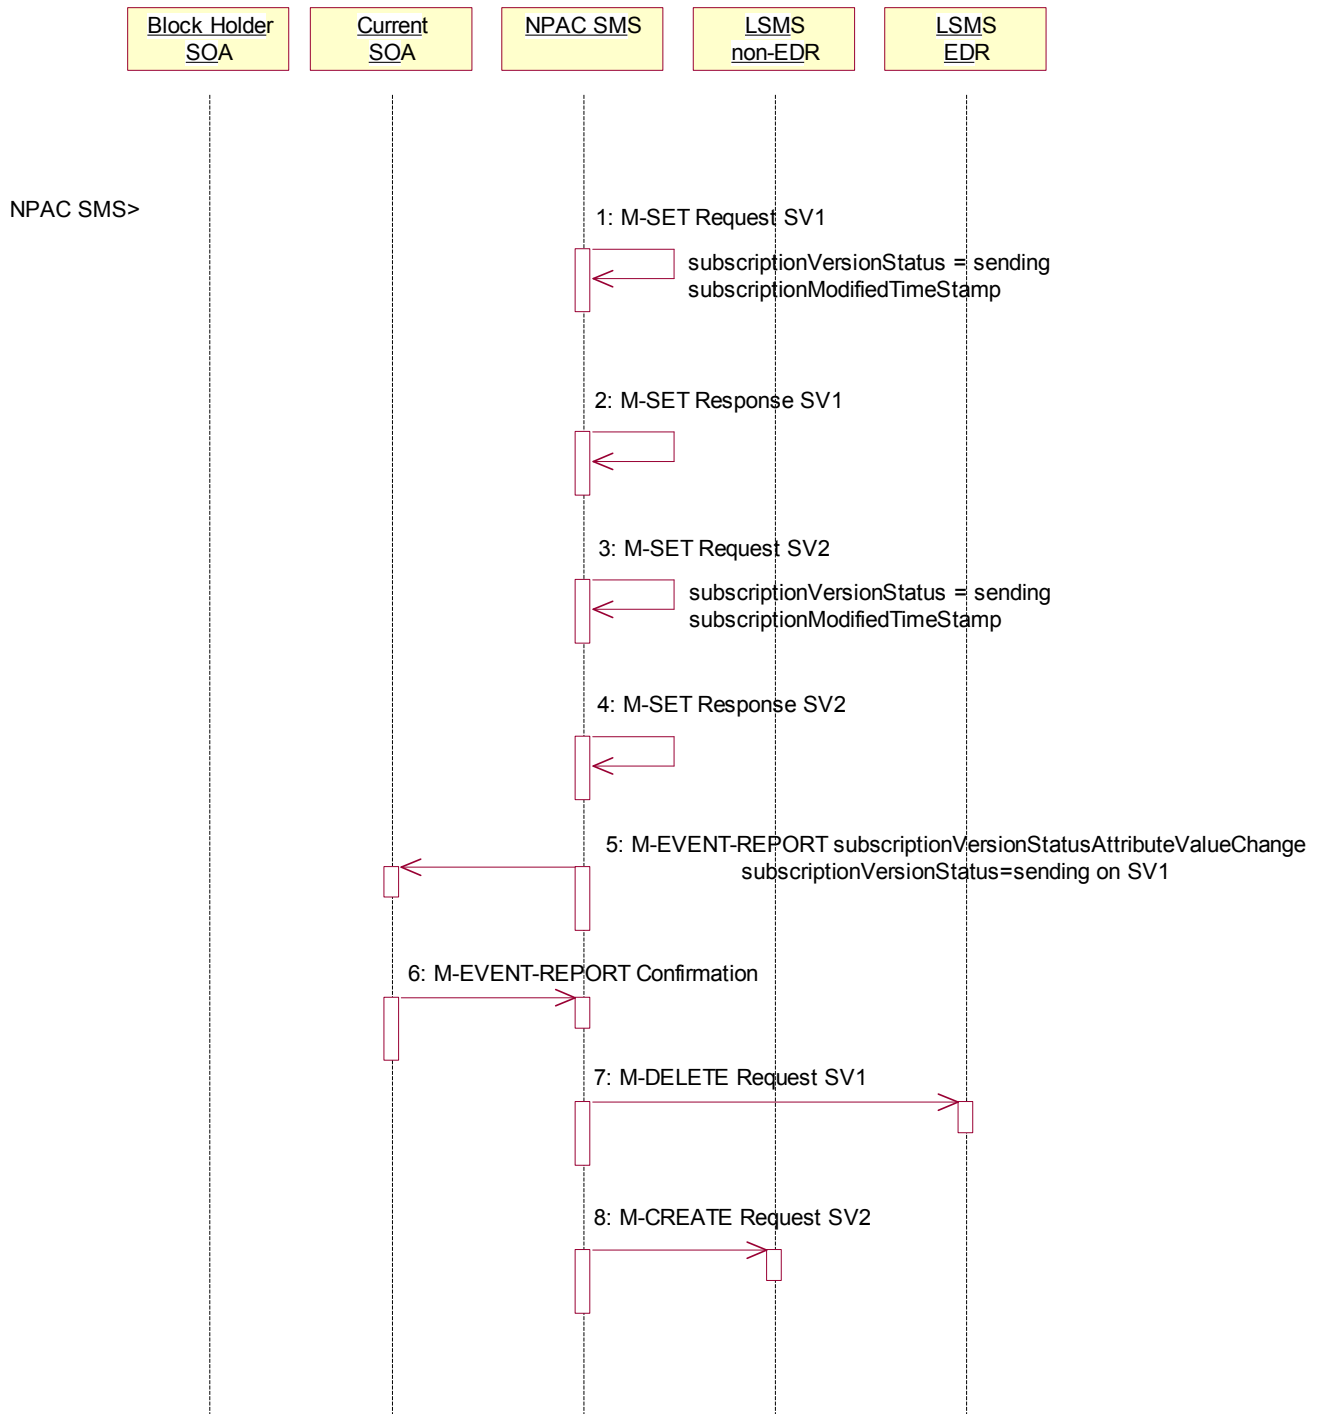 Block Holder
SOA
Current
SOA
NPAC SMS
LSMS
non-EDR
LSMS
EDR
NPAC SMS>
1: M-SET Request SV1
subscriptionVersionStatus = sending
subscriptionModifiedTimeStamp
2: M-SET Response SV1
3: M-SET Request SV2
subscriptionVersionStatus = sending
subscriptionModifiedTimeStamp
4: M-SET Response SV2
5: M-EVENT-REPORT subscriptionVersionStatusAttributeValueChange
subscriptionVersionStatus=sending on SV1
6: M-EVENT-REPORT Confirmation
7: M-DELETE Request SV1
8: M-CREATE Request SV2